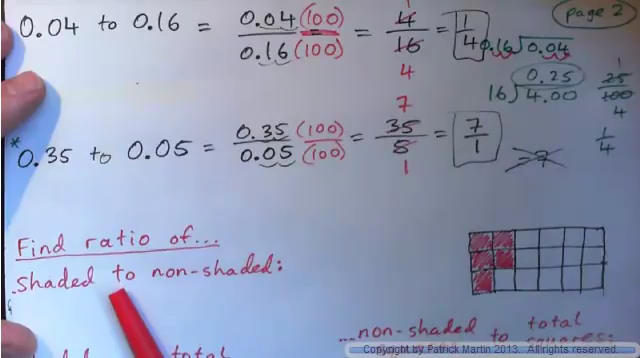 page 2
0.04 to 0.16 = 0.04(100)/0.16(100) = 4/16 = 1/4
1
4
0.16)0.04
0.25
16)4.00
1
25/100
4
1/4
*0.35 to 0.05 = 0.35(100)/0.05(100) = 35/5 = 7/1
7
1
= 7
Find ratio of...
shaded to non-shaded:
...non-shaded to total
squares:
total
Copyright by Patrick Martin 2013. All rights reserved.